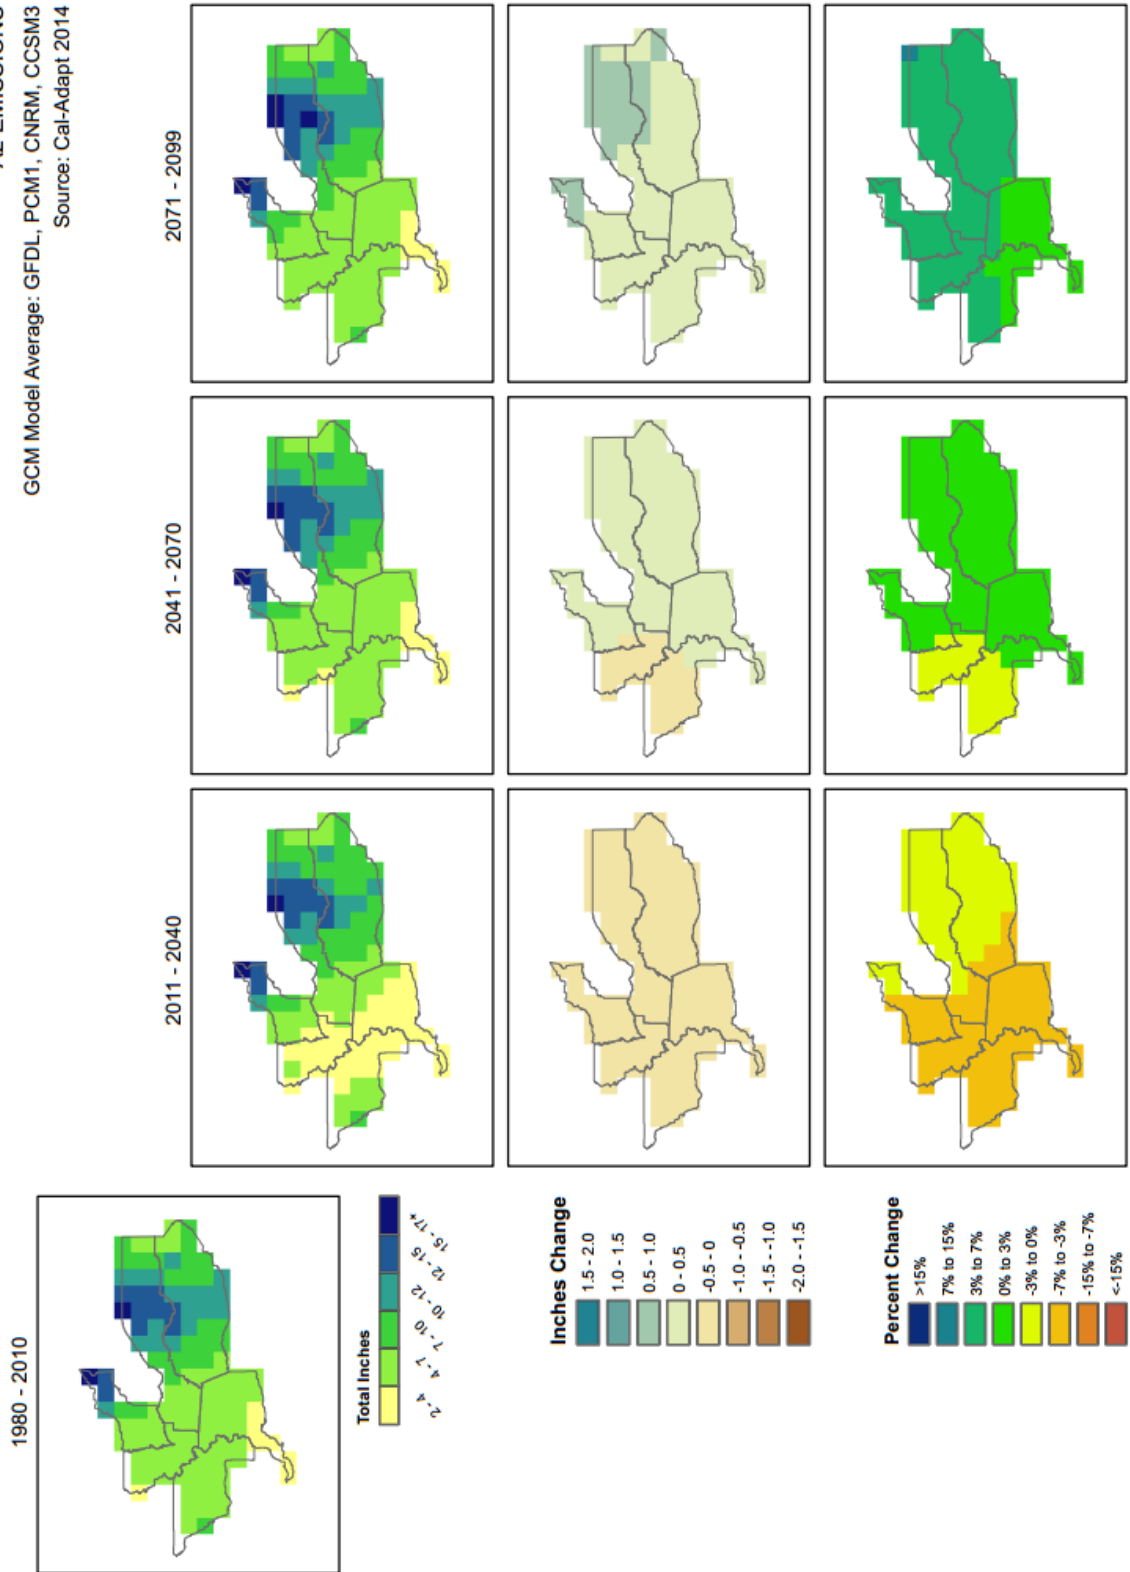 A2 EMISSIONS
GCM Model Average: GFDL, PCM1, CNRM, CCSM3
Source: Cal-Adapt 2014
1980 - 2010
2011 - 2040
2041 - 2070
2071 - 2099
Total Inches
2 - 4
4 - 7
7 - 10
10 - 12
12 - 15
15 - 17+
Inches Change
1.5 - 2.0
1.0 - 1.5
0.5 - 1.0
0 - 0.5
-0.5 - 0
-1.0 - -0.5
-1.5 - -1.0
-2.0 - -1.5
Percent Change
>15%
7% to 15%
3% to 7%
0% to 3%
-3% to 0%
-7% to -3%
-15% to -7%
<-15%